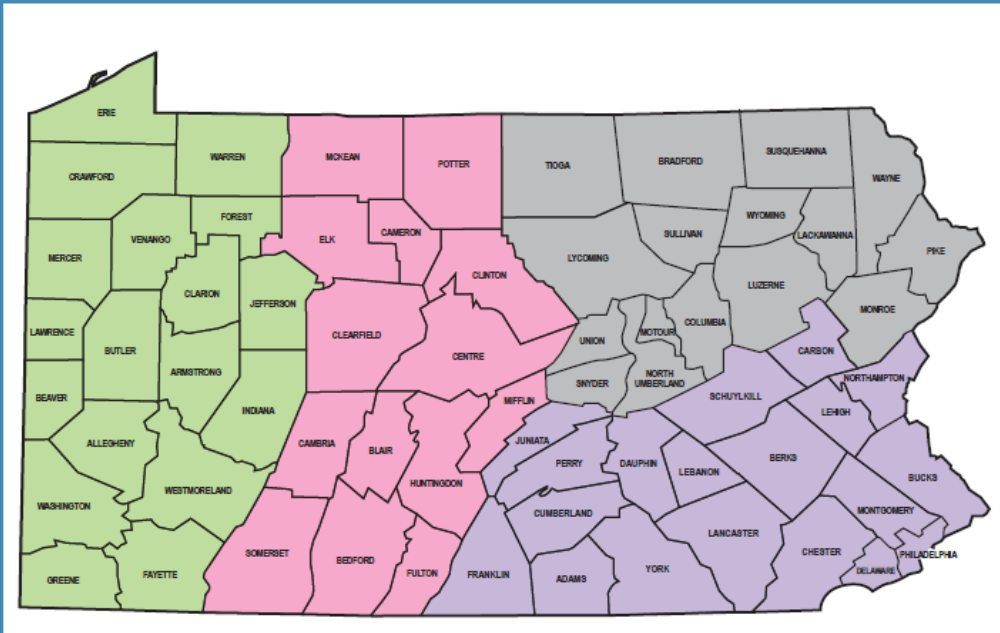 ERIE
CRAWFORD
WARREN
MCKEAN
POTTER
TIOGA
BRADFORD
SUSQUEHANNA
WAYNE
MERCER
VENANGO
FOREST
ELK
CAMERON
CLINTON
LYCOMING
SULLIVAN
WYOMING
LACKAWANNA
PIKE
LAWRENCE
BUTLER
CLARION
JEFFERSON
CLEARFIELD
CENTRE
UNION
MOTOUR
COLUMBIA
LUZERNE
MONROE
BEAVER
ARMSTRONG
INDIANA
SNYDER
NORTH
UMBERLAND
SCHUYLKILL
CARBON
NORTHAMPTON
ALLEGHENY
CAMBRIA
BLAIR
MIFFLIN
JUNIATA
LEHIGH
WASHINGTON
WESTMORELAND
HUNTINGDON
PERRY
DAUPHIN
LEBANON
BERKS
BUCKS
CUMBERLAND
LANCASTER
MONTGOMERY
GREENE
FAYETTE
SOMERSET
BEDFORD
FULTON
FRANKLIN
ADAMS
YORK
CHESTER
DELAWARE
PHILADELPHIA